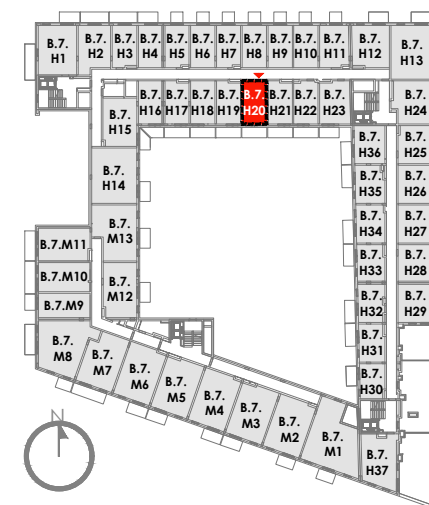 B.7.
H1
B.7.
H2
B.7.
H3
B.7.
H4
B.7.
H5
B.7.
H6
B.7.
H7
B.7.
H8
B.7.
H9
B.7.
H10
B.7.
H11
B.7.
H12
B.7.
H13
B.7.
H16
B.7.
H17
B.7.
H18
B.7.
H19
B.7.
H20
B.7.
H21
B.7.
H22
B.7.
H23
B.7.
H24
B.7.
H15
B.7.
H36
B.7.
H25
B.7.
H14
B.7.
H35
B.7.
H26
B.7.
M13
B.7.
H34
B.7.
H27
B.7.M11
B.7.
H33
B.7.
H28
B.7.M10
B.7.
M12
B.7.M9
B.7.
H32
B.7.
H29
B.7.
M8
B.7.
M7
B.7.
M6
B.7.
M5
B.7.
M4
B.7.
M3
B.7.
M2
B.7.
M1
B.7.
H31
B.7.
H30
B.7.
H37
N